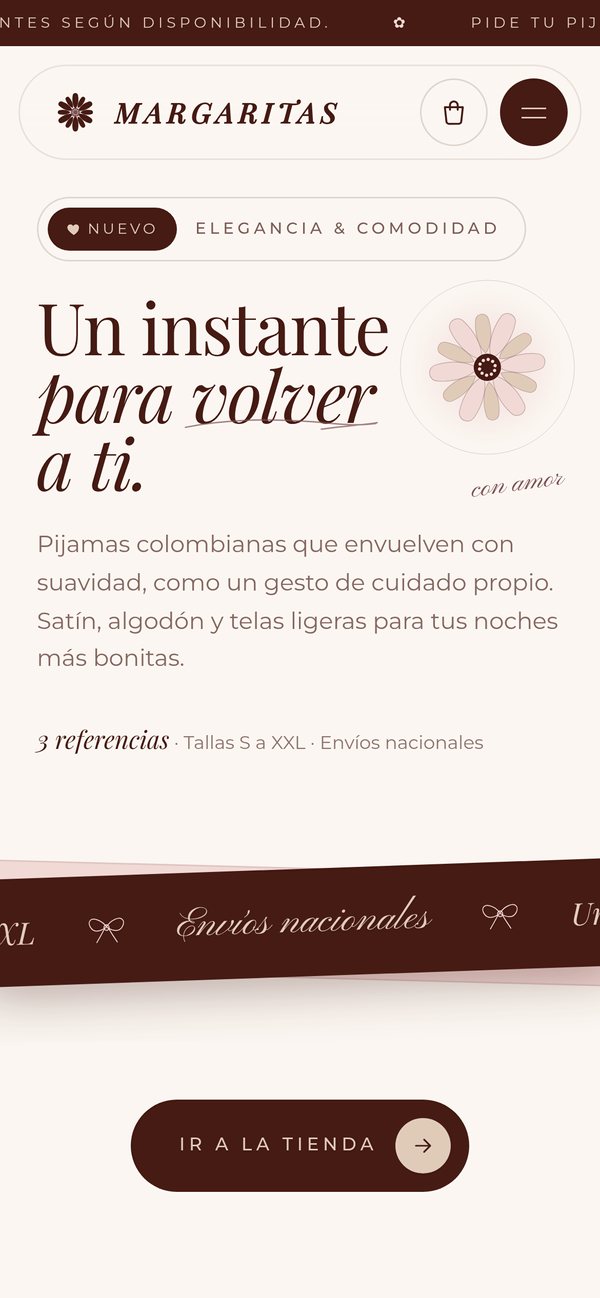 NTES SEGÚN DISPONIBILIDAD. ✿ PIDE TU PIJ
MARGARITAS
NUEVO ELEGANCIA & COMODIDAD
Un instante
para volver
a ti.
con amor
Pijamas colombianas que envuelven con
suavidad, como un gesto de cuidado propio.
Satín, algodón y telas ligeras para tus noches
más bonitas.
3 referencias · Tallas S a XXL · Envíos nacionales
XL Envíos nacionales Un
IR A LA TIENDA →